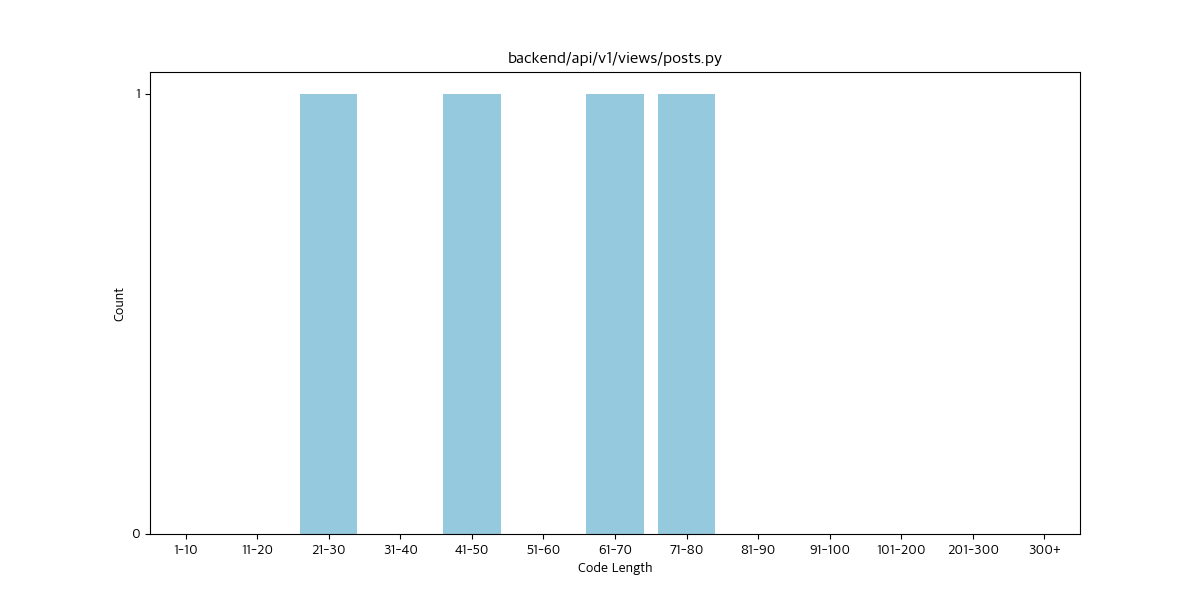 backend/api/v1/views/posts.py
1
Count
0
1-10 11-20 21-30 31-40 41-50 51-60 61-70 71-80 81-90 91-100 101-200 201-300 300+
Code Length